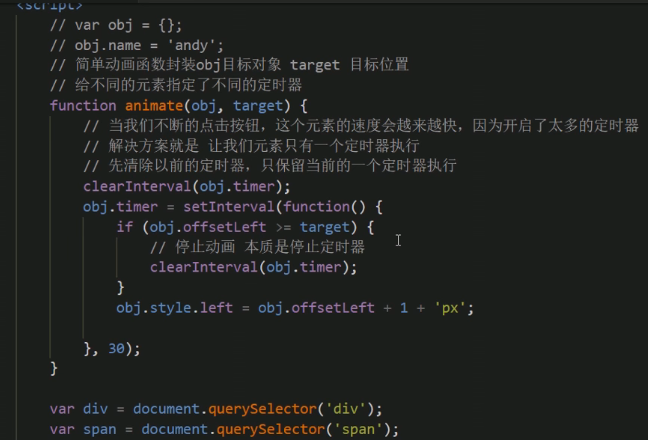 <script>
// var obj = {};
// obj.name = 'andy';
// 简单动画函数封装obj目标对象 target 目标位置
// 给不同的元素指定了不同的定时器
function animate(obj, target) {
// 当我们不断的点击按钮，这个元素的速度会越来越快，因为开启了太多的定时器
// 解决方案就是 让我们元素只有一个定时器执行
// 先清除以前的定时器，只保留当前的一个定时器执行
clearInterval(obj.timer);
obj.timer = setInterval(function() {
if (obj.offsetLeft >= target) {
// 停止动画 本质是停止定时器
clearInterval(obj.timer);
}
obj.style.left = obj.offsetLeft + 1 + 'px';
}, 30);
}
var div = document.querySelector('div');
var span = document.querySelector('span');